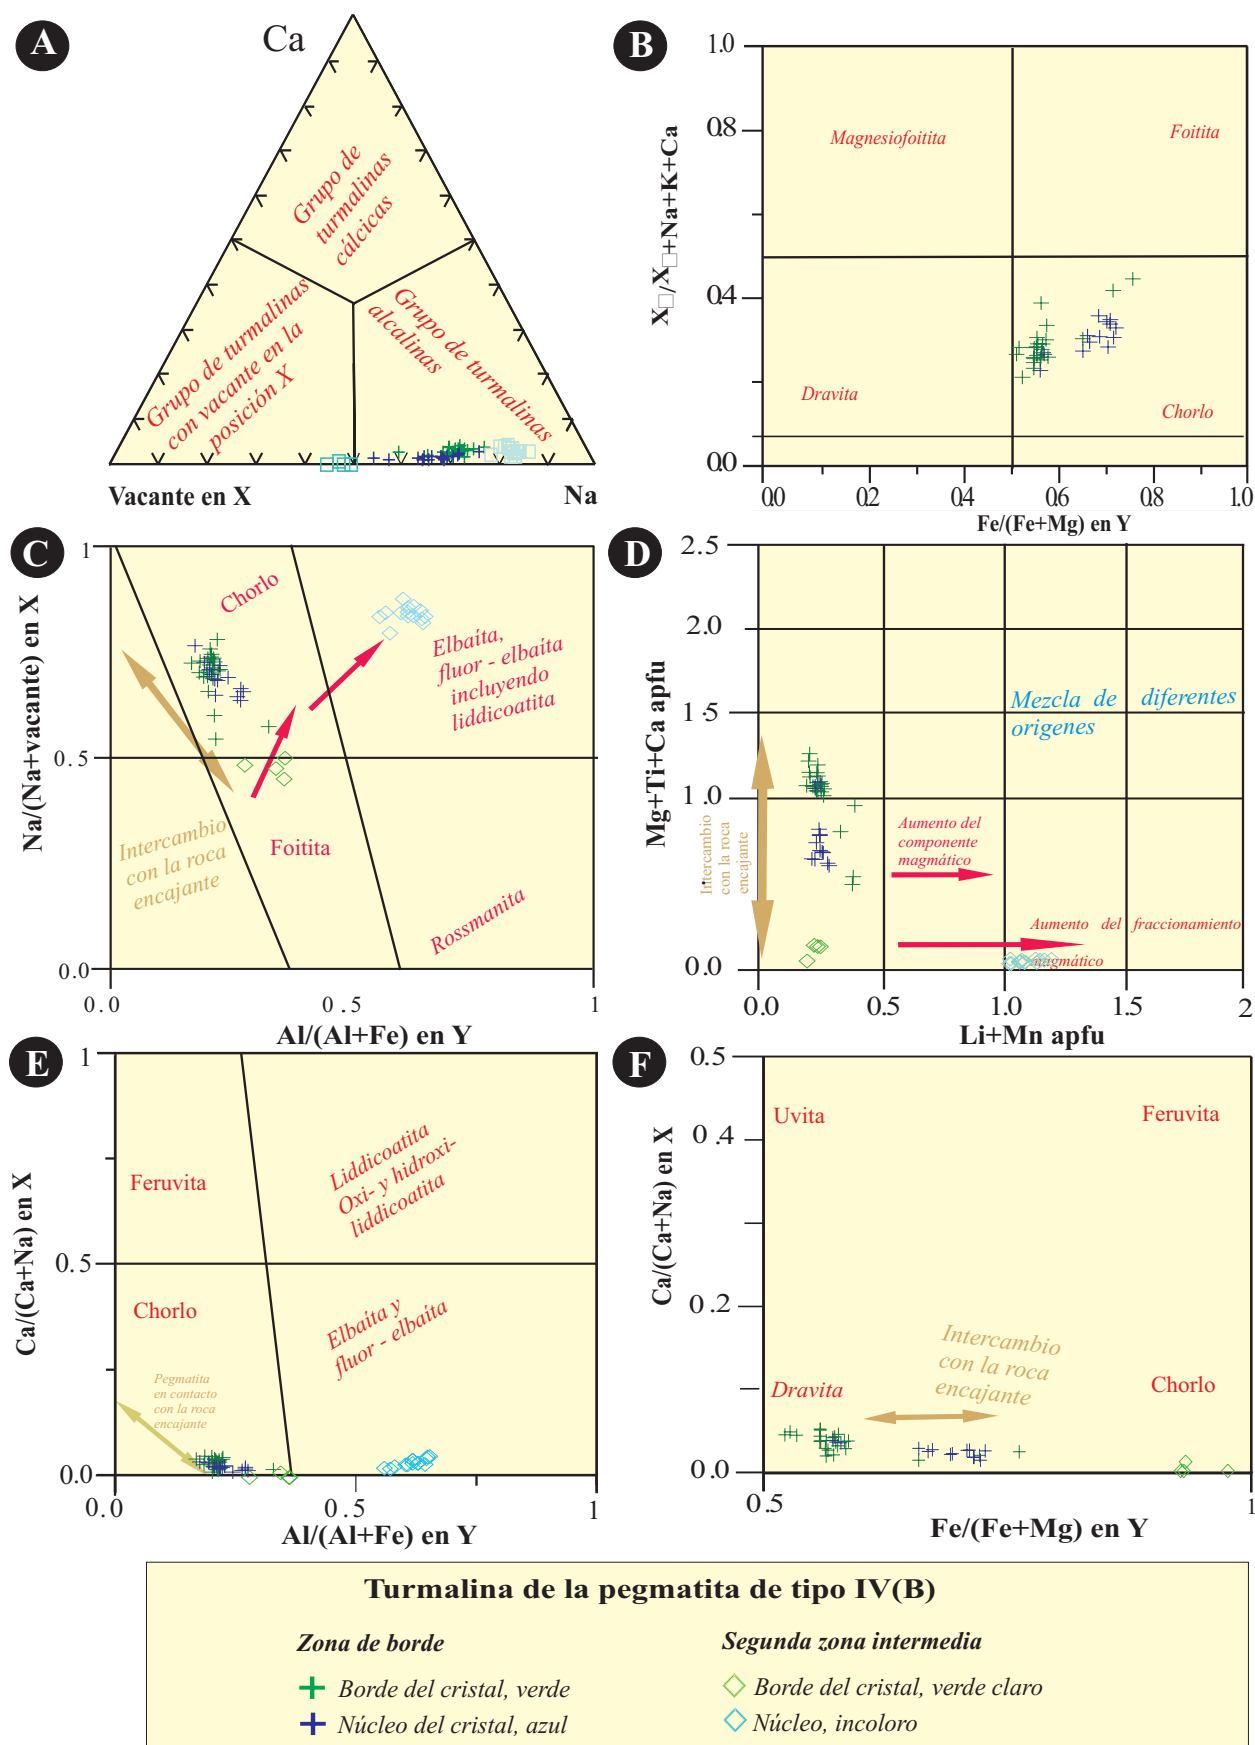 A
Ca
Grupo de
turmalinas
cálcicas
Grupo de turmalinas
con vacante en la
posición X
Grupo de turmalinas
alcalinas
Vacante en X
Na
B
X□/X□+Na+K+Ca
1.0
0.8
0.4
0.0
Magnesiofoitita
Foitita
Dravita
Chorlo
0.0 0.2 0.4 0.6 0.8 1.0
Fe/(Fe+Mg) en Y
C
Na/(Na+vacante) en X
1
0.5
0.0
Chorlo
Elbaíta,
fluor - elbaíta
incluyendo
liddicoatita
Intercambio
con la roca
encajante
Foitita
Rossmanita
0.0 0.5 1
Al/(Al+Fe) en Y
D
Mg+Ti+Ca apfu
2.5
2.0
1.5
1.0
0.0
Mezcla de diferentes
origenes
Intercambio
con la roca
encajante
Aumento del
componente
magmático
Aumento del fraccionamiento
magmático
0.0 0.5 1.0 1.5 2
Li+Mn apfu
E
Ca/(Ca+Na) en X
1
0.5
0.0
Feruvita
Liddicoatita
Oxi- y hidroxi-
liddicoatita
Chorlo
Elbaíta y
fluor - elbaíta
Pegmatita
en contacto
con la roca
encajante
0.0 0.5 1
Al/(Al+Fe) en Y
F
Ca/(Ca+Na) en X
0.5
0.4
0.2
0.0
Uvita
Feruvita
Intercambio
con la roca
encajante
Dravita
Chorlo
0.5 1
Fe/(Fe+Mg) en Y
Turmalina de la pegmatita de tipo IV(B)
Zona de borde
Borde del cristal, verde
Núcleo del cristal, azul
Segunda zona intermedia
Borde del cristal, verde claro
Núcleo, incoloro